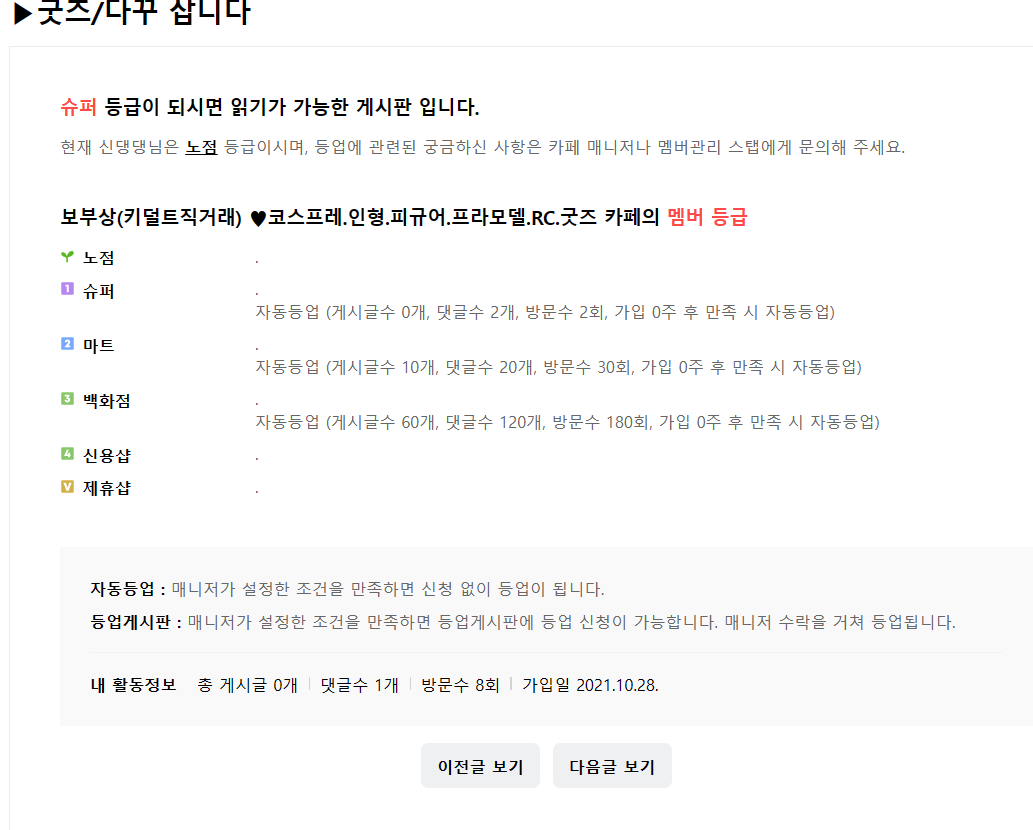 ▶굿즈/다꾸 삽니다
슈퍼 등급이 되시면 읽기가 가능한 게시판 입니다.
현재 신댕댕님은 노점 등급이시며, 등업에 관련된 궁금하신 사항은 카페 매니저나 멤버관리 스탭에게 문의해 주세요.
보부상(키덜트직거래) ♥코스프레.인형.피규어.프라모델.RC.굿즈 카페의 멤버 등급
노점 .
1 슈퍼 .
자동등업 (게시글수 0개, 댓글수 2개, 방문수 2회, 가입 0주 후 만족 시 자동등업)
2 마트 .
자동등업 (게시글수 10개, 댓글수 20개, 방문수 30회, 가입 0주 후 만족 시 자동등업)
3 백화점 .
자동등업 (게시글수 60개, 댓글수 120개, 방문수 180회, 가입 0주 후 만족 시 자동등업)
4 신용샵 .
V 제휴샵 .
자동등업 : 매니저가 설정한 조건을 만족하면 신청 없이 등업이 됩니다.
등업게시판 : 매니저가 설정한 조건을 만족하면 등업게시판에 등업 신청이 가능합니다. 매니저 수락을 거쳐 등업됩니다.
내 활동정보 총 게시글 0개 | 댓글수 1개 | 방문수 8회 | 가입일 2021.10.28.
이전글 보기 다음글 보기